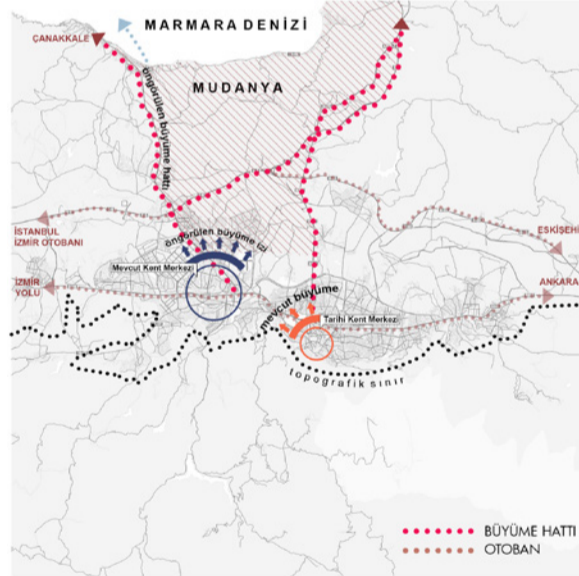 MARMARA DENİZİ
ÇANAKKALE
MUDANYA
öngörülen büyüme hattı
İSTANBUL
İZMİR OTOBANI
ESKİŞEHİR
öngörülen büyüme izi
Mevcut Kent Merkezi
İZMİR
YOLU
ANKARA
mevcut büyüme
Tarihi Kent Merkezi
topografik sınır
BÜYÜME HATTI
OTOBAN